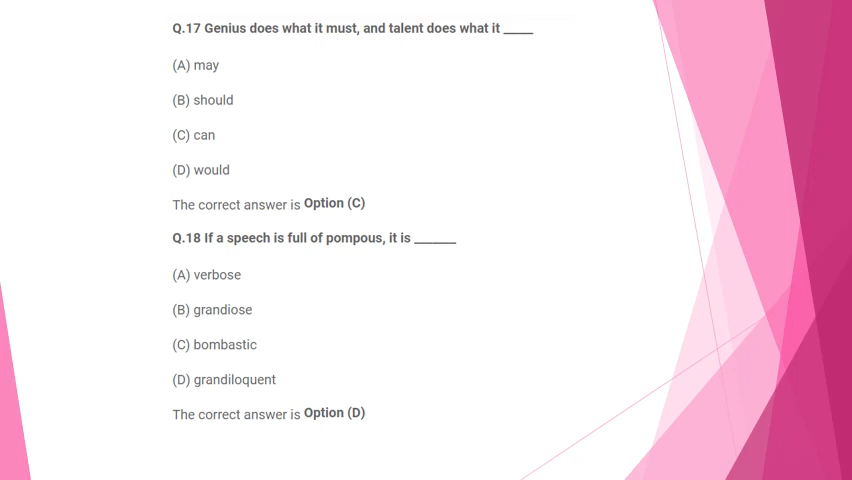 Q.17 Genius does what it must, and talent does what it _____
(A) may
(B) should
(C) can
(D) would
The correct answer is Option (C)
Q.18 If a speech is full of pompous, it is _______
(A) verbose
(B) grandiose
(C) bombastic
(D) grandiloquent
The correct answer is Option (D)